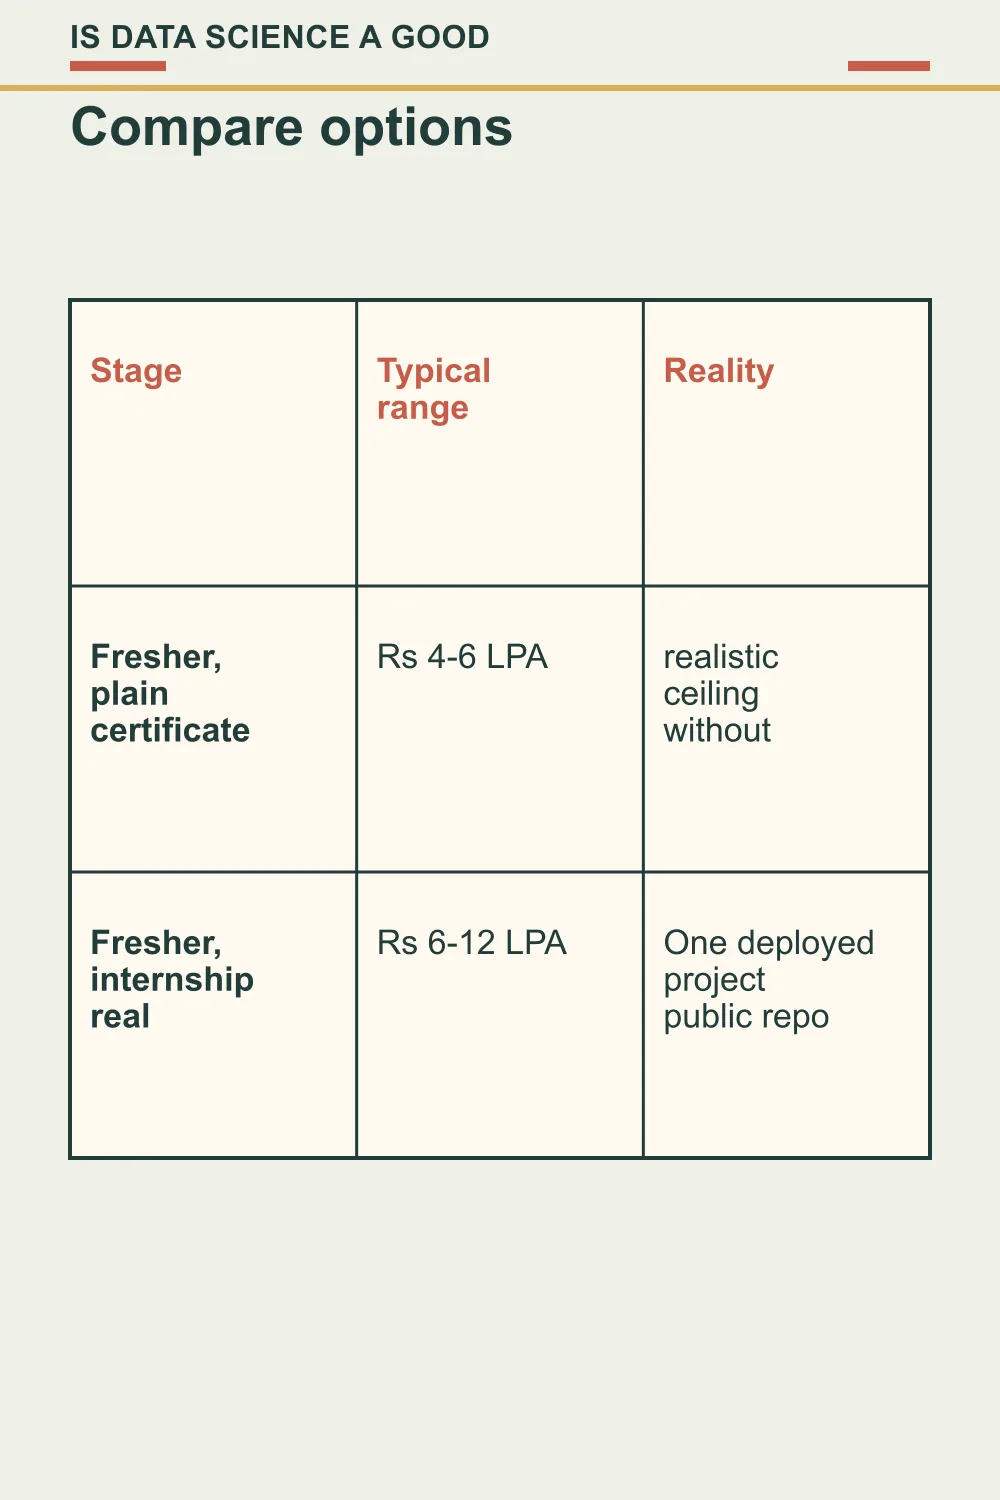 IS DATA SCIENCE A GOOD
Compare options
Stage
Typical
range
Reality
Fresher,
plain
certificate
Rs 4-6 LPA
realistic
ceiling
without
Fresher,
internship
real
Rs 6-12 LPA
One deployed
project
public repo